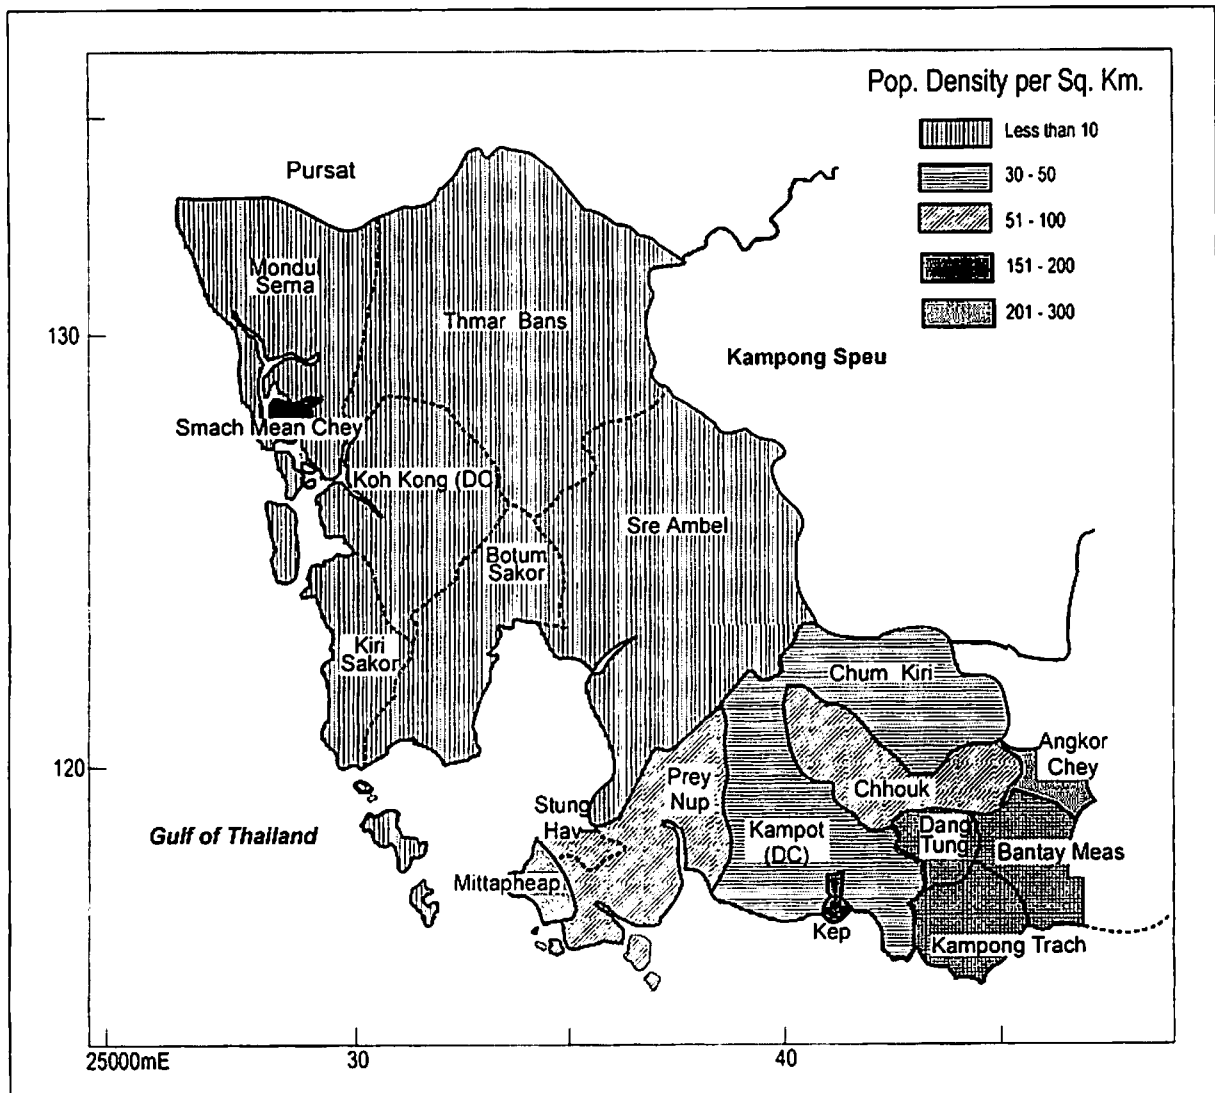 Pop. Density per Sq. Km.
Less than 10
30 - 50
51 - 100
151 - 200
201 - 300
Pursat
Mondul
Sema
Thmar Bans
130
Kampong Speu
Smach Mean Chey
Koh Kong (DC
Sre Ambel
Botum
Sakor
Kiri
Sakor
Chum Kiri
Angkor
Chey
120
Prey
Nup
Chhouk
Stung
Hav
Gulf of Thailand
Kampot
(DC)
Dang
Tung
Bantay Meas
Mittapheap
Kep
Kampong Trach
25000mE
30
40